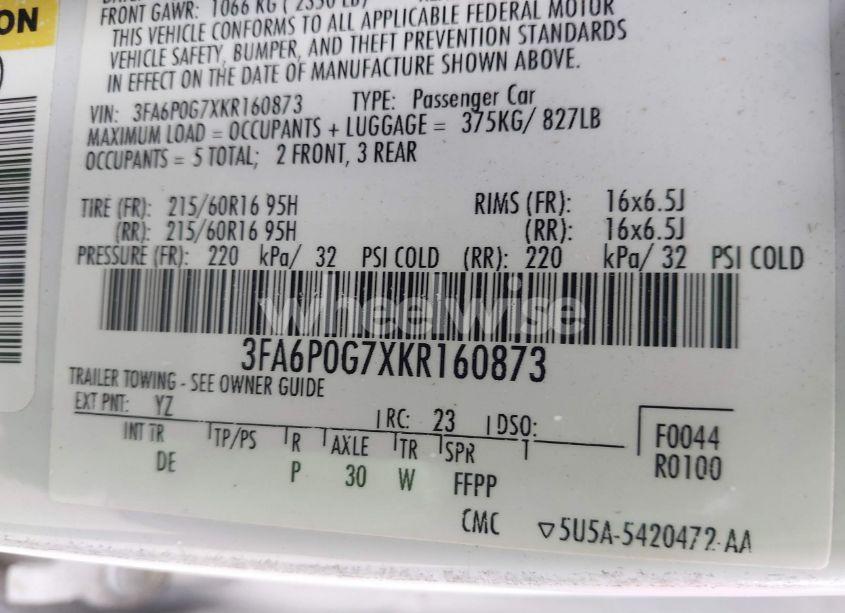 ON
FRONT GAWR: 1066 KG ( 2350 LB)
THIS VEHICLE CONFORMS TO ALL APPLICABLE FEDERAL MOTOR
VEHICLE SAFETY, BUMPER, AND THEFT PREVENTION STANDARDS
IN EFFECT ON THE DATE OF MANUFACTURE SHOWN ABOVE.
VIN: 3FA6P0G7XKR160873 TYPE: Passenger Car
MAXIMUM LOAD = OCCUPANTS + LUGGAGE = 375KG/ 827LB
OCCUPANTS = 5 TOTAL; 2 FRONT, 3 REAR
TIRE (FR): 215/60R16 95H RIMS (FR): 16x6.5J
(RR): 215/60R16 95H (RR): 16x6.5J
PRESSURE (FR): 220 kPa/ 32 PSI COLD (RR): 220 kPa/ 32 PSI COLD
wheelwise
3FA6P0G7XKR160873
TRAILER TOWING - SEE OWNER GUIDE
EXT PNT: YZ RC: 23 DSO:
INT TR TP/PS R AXLE TR SPR F0044
DE P 30 W FFPP R0100
CMC ▽5U5A-5420472-AA